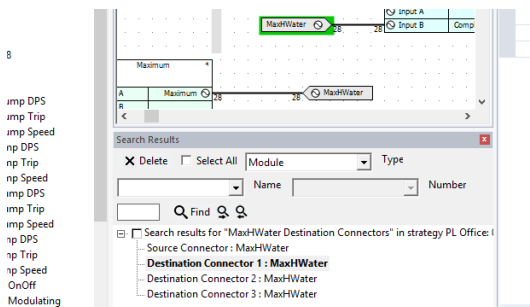 Input A
MaxHWater
28
28
Input B
Comp
8
Maximum *
A
Maximum
28
28
MaxHWater
B
ump DPS
ump Trip
ump Speed
np DPS
np Trip
np Speed
ump DPS
ump Trip
ump Speed
np DPS
np Trip
np Speed
OnOff
Modulating
Search Results
Delete
Select All
Module
Type
Name
Number
Find
Search results for "MaxHWater Destination Connectors" in strategy PL Office:
Source Connector : MaxHWater
Destination Connector 1 : MaxHWater
Destination Connector 2 : MaxHWater
Destination Connector 3 : MaxHWater